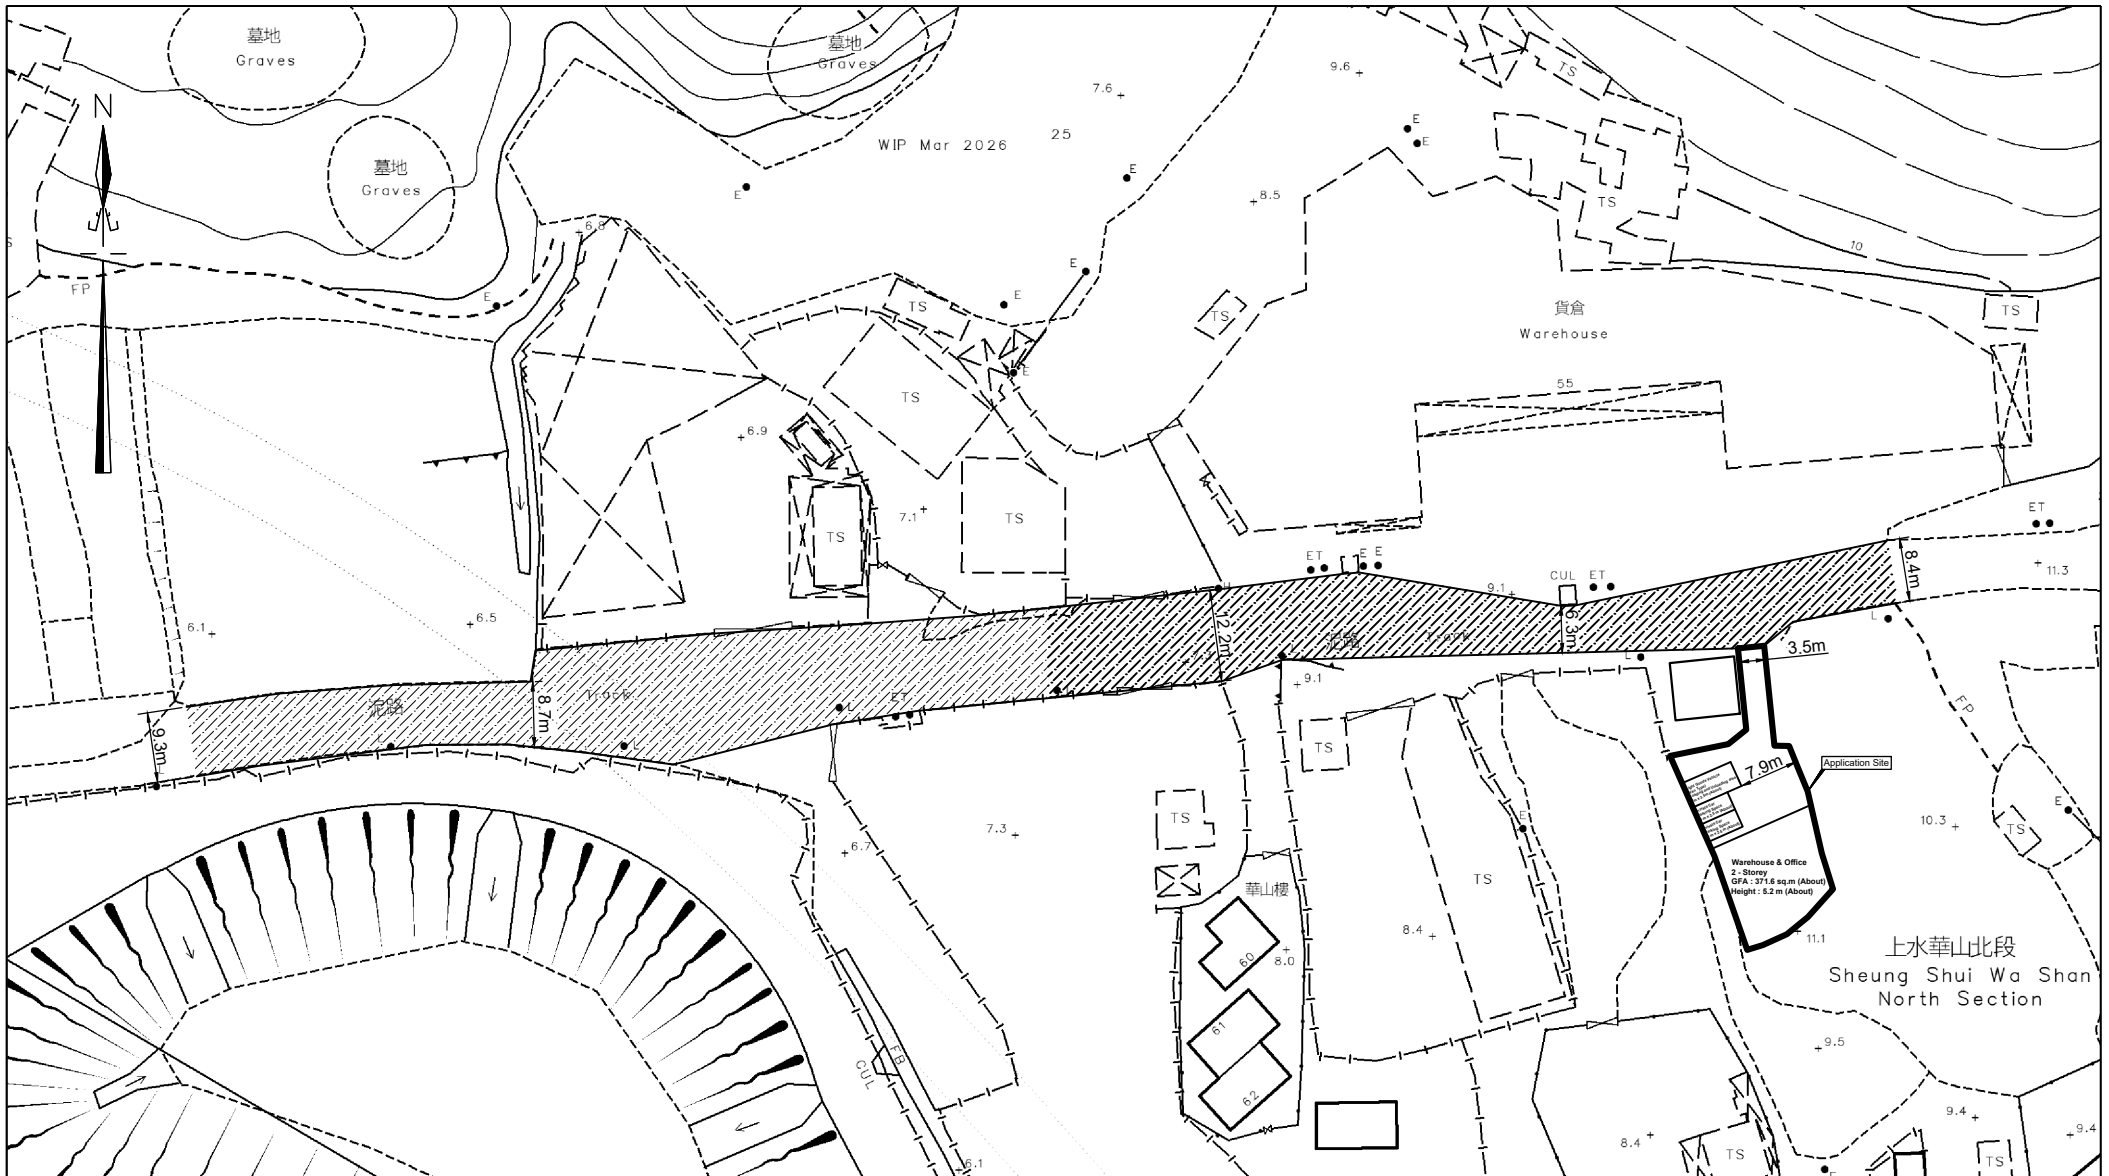 墓地
Graves
墓地
Graves
墓地
Graves
N
FP
WIP Mar 2026
25
7.6
9.6
8.5
E
E
E
E
E
E
E
E
TS
TS
TS
TS
TS
TS
10
6.8
貨倉
Warehouse
55
6.9
TS
TS
TS
7.1
ET
11.3
ET
E
E
CUL
ET
9.1
8.4m
6.1
6.5
12.2m
6.3m
泥路
Track
L
3.5m
泥路
Track
8.7m
9.3m
L
L
L
ET
L
9.1
FP
TS
Application Site
7.9m
Warehouse & Office
2 - Storey
GFA : 371.6 sq.m (About)
Height : 5.2 m (About)
10.3
TS
E
7.3
6.7
TS
E
TS
華山樓
8.4
60
8.0
11.1
上水華山北段
Sheung Shui Wa Shan
North Section
61
62
9.5
FB
CUL
9.4
8.4
TS
TS
9.4
6.1
E